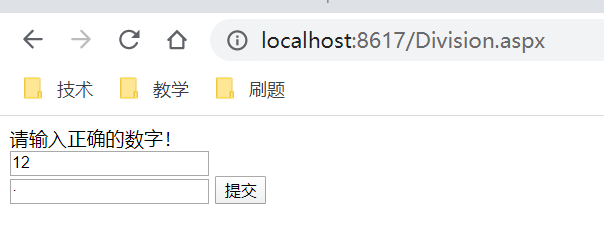 localhost:8617/Division.aspx
技术 教学 刷题
请输入正确的数字!
12
. 提交